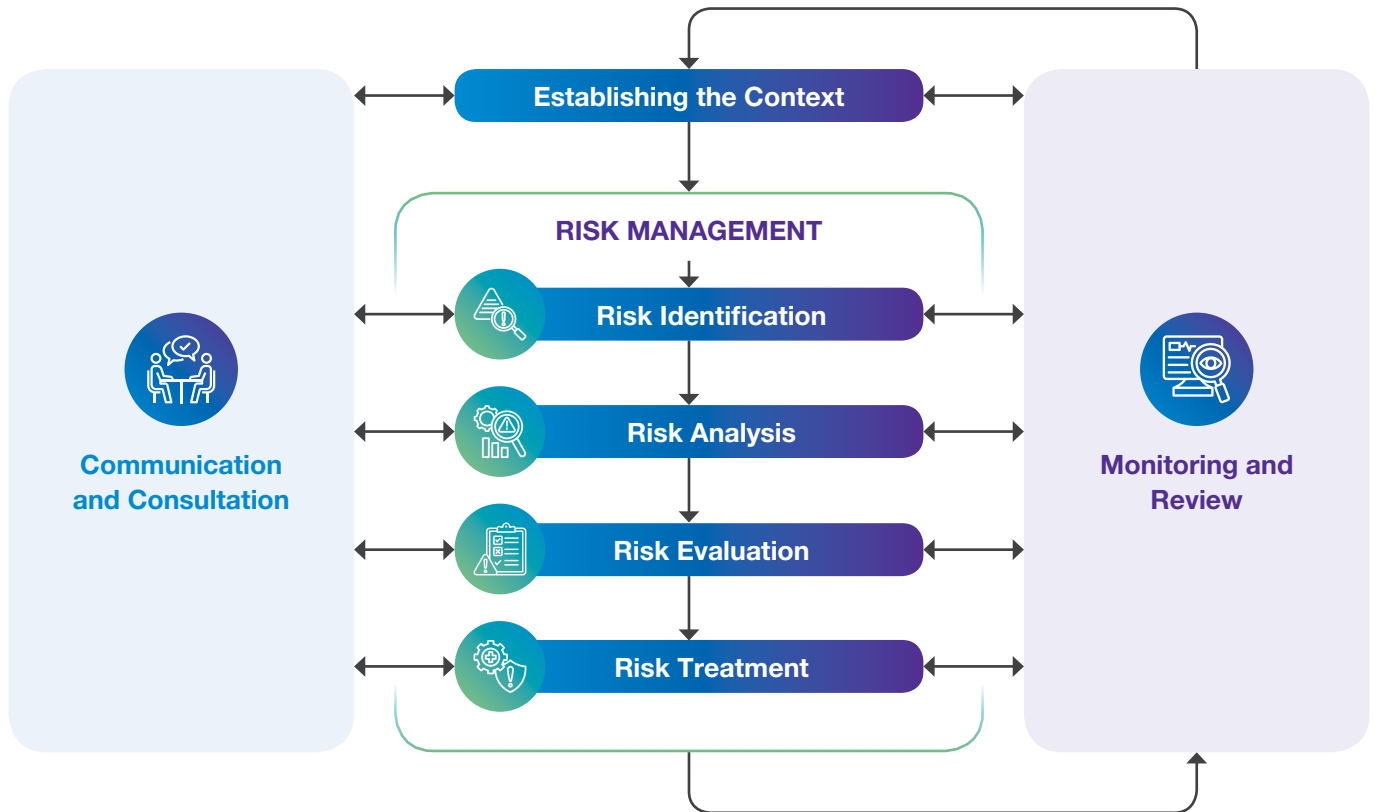 Establishing the Context
RISK MANAGEMENT
Risk Identification
Risk Analysis
Risk Evaluation
Risk Treatment
Communication
and Consultation
Monitoring and
Review